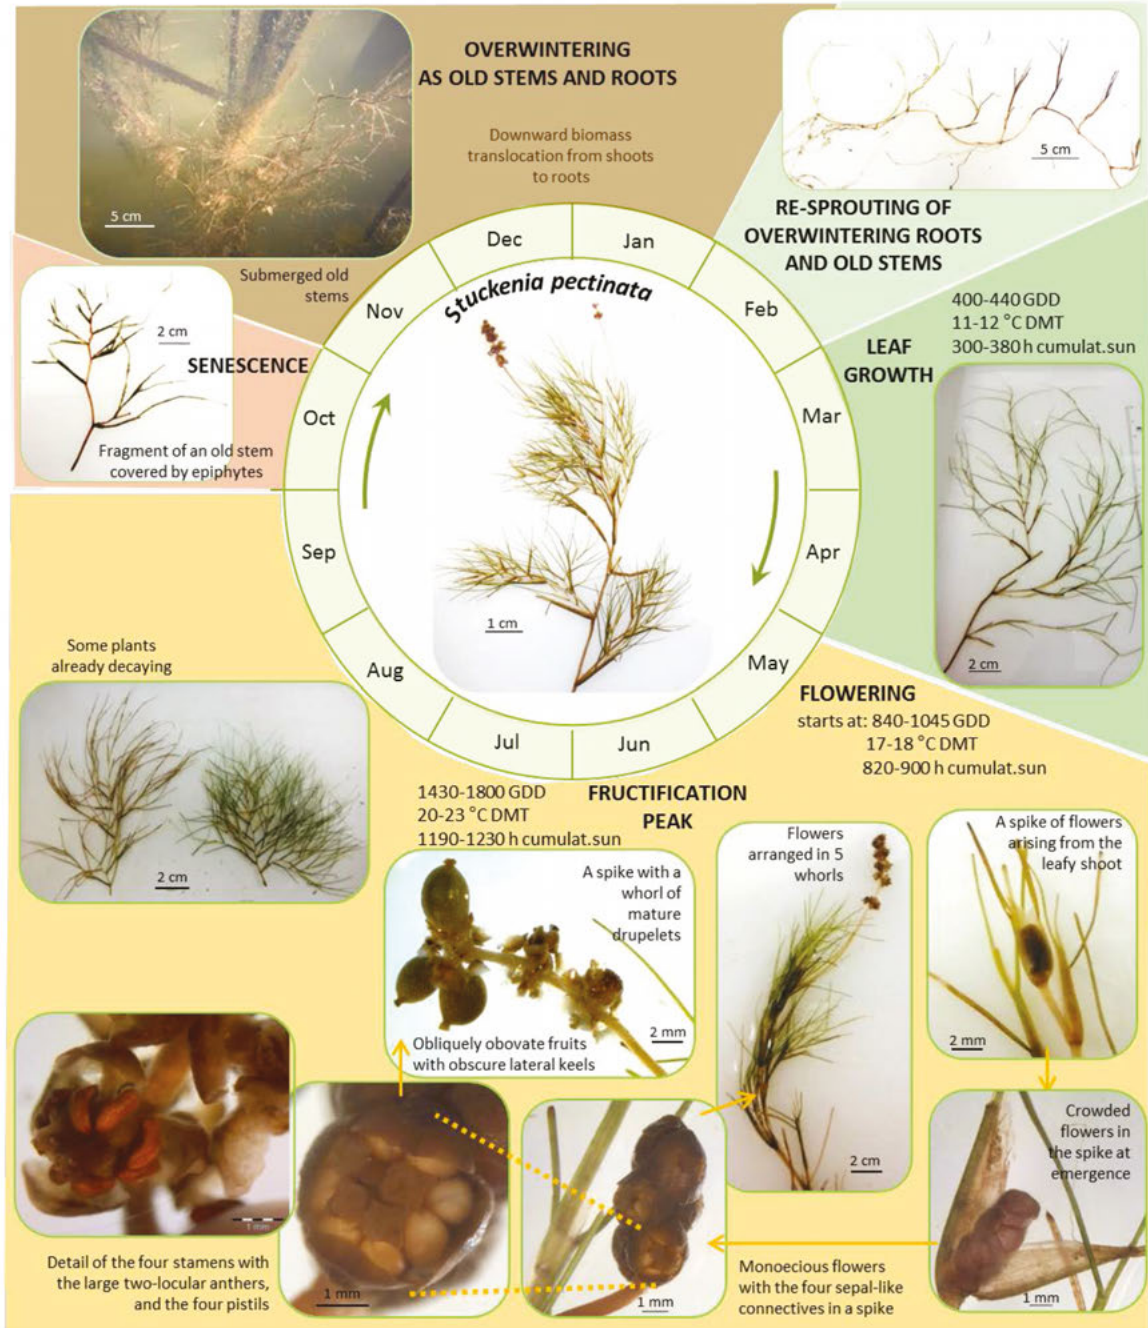 OVERWINTERING
AS OLD STEMS AND ROOTS
Downward biomass
translocation from shoots
to roots
5 cm
Submerged old
stems
5 cm
RE-SPROUTING OF
OVERWINTERING ROOTS
AND OLD STEMS
400-440 GDD
11-12 °C DMT
300-380 h cumulat.sun
LEAF
GROWTH
2 cm
2 cm
SENESCENCE
Fragment of an old stem
covered by epiphytes
Dec
Jan
Feb
Mar
Apr
May
Jun
Jul
Aug
Sep
Oct
Nov
Stuckenia pectinata
1 cm
Some plants
already decaying
2 cm
FLOWERING
starts at: 840-1045 GDD
17-18 °C DMT
820-900 h cumulat.sun
1430-1800 GDD
20-23 °C DMT
1190-1230 h cumulat.sun
FRUCTIFICATION
PEAK
A spike with a
whorl of
mature
drupelets
2 mm
Obliquely obovate fruits
with obscure lateral keels
Flowers
arranged in 5
whorls
2 cm
A spike of flowers
arising from the
leafy shoot
2 mm
Crowded
flowers in
the spike at
emergence
1 mm
1 mm
Detail of the four stamens with
the large two-locular anthers,
and the four pistils
1 mm
1 mm
Monoecious flowers
with the four sepal-like
connectives in a spike